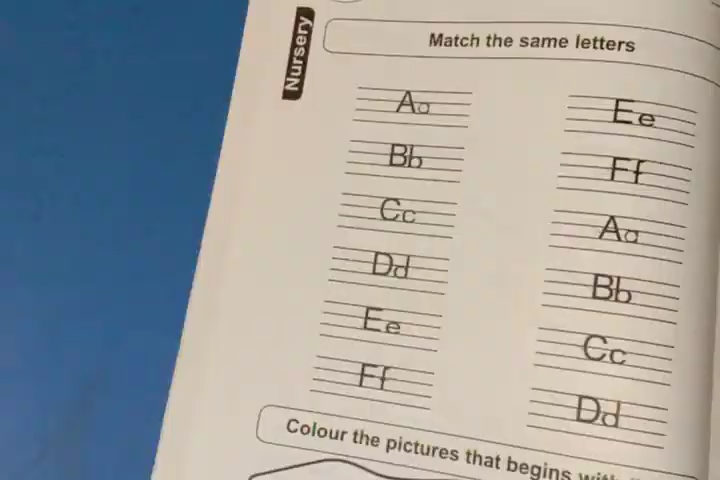 Nursery
Match the same letters
Aa Ee
Bb Ff
Cc Aa
Dd Bb
Ee Cc
Ff Dd
Colour the pictures that begins with